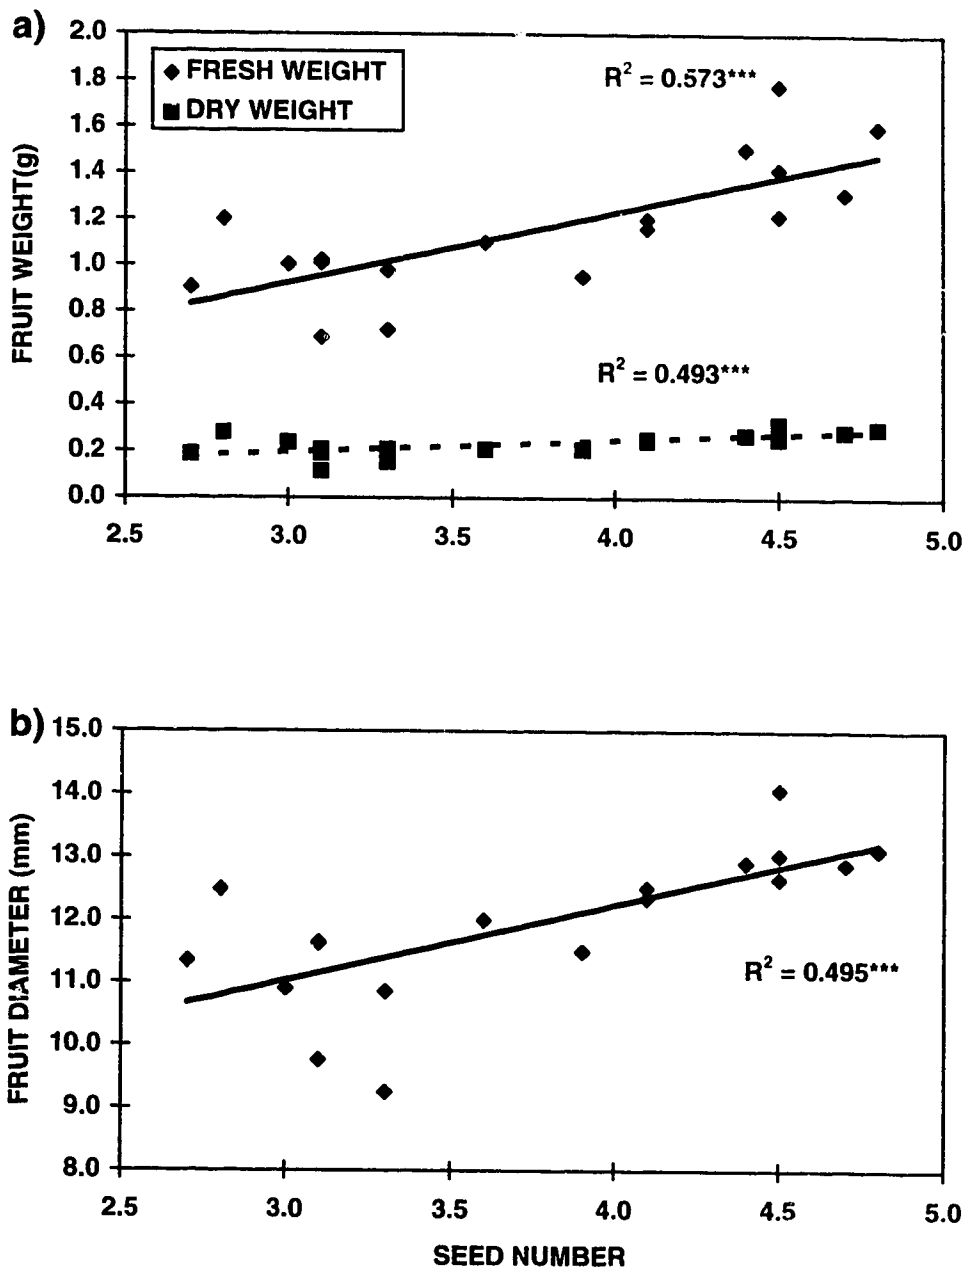 a)
2.0
1.8
1.6
1.4
1.2
1.0
0.8
0.6
0.4
0.2
0.0
FRUIT WEIGHT(g)
FRESH WEIGHT
DRY WEIGHT
R² = 0.573***
R² = 0.493***
2.5 3.0 3.5 4.0 4.5 5.0
b)
15.0
14.0
13.0
12.0
11.0
10.0
9.0
8.0
FRUIT DIAMETER (mm)
R² = 0.495***
2.5 3.0 3.5 4.0 4.5 5.0
SEED NUMBER